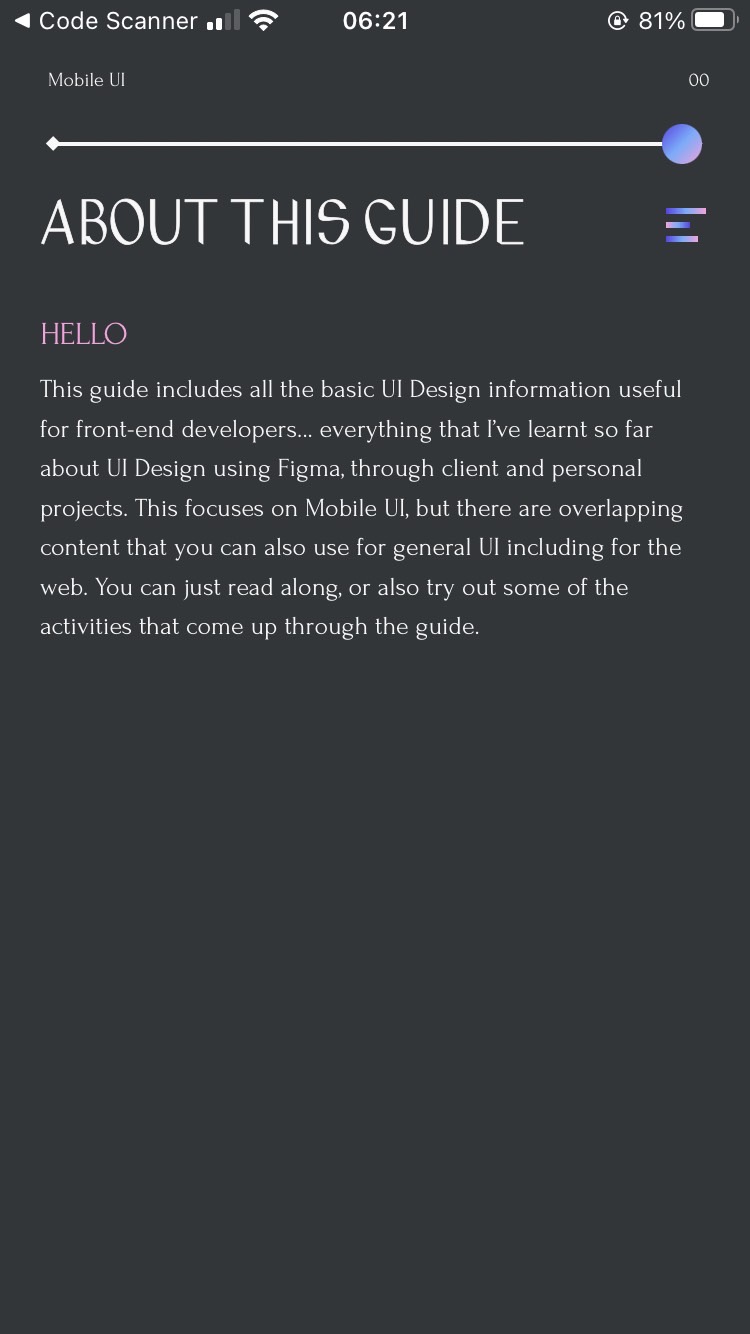 Code Scanner 06:21 81%
Mobile UI 00
ABOUT THIS GUIDE
HELLO
This guide includes all the basic UI Design information useful
for front-end developers... everything that I’ve learnt so far
about UI Design using Figma, through client and personal
projects. This focuses on Mobile UI, but there are overlapping
content that you can also use for general UI including for the
web. You can just read along, or also try out some of the
activities that come up through the guide.